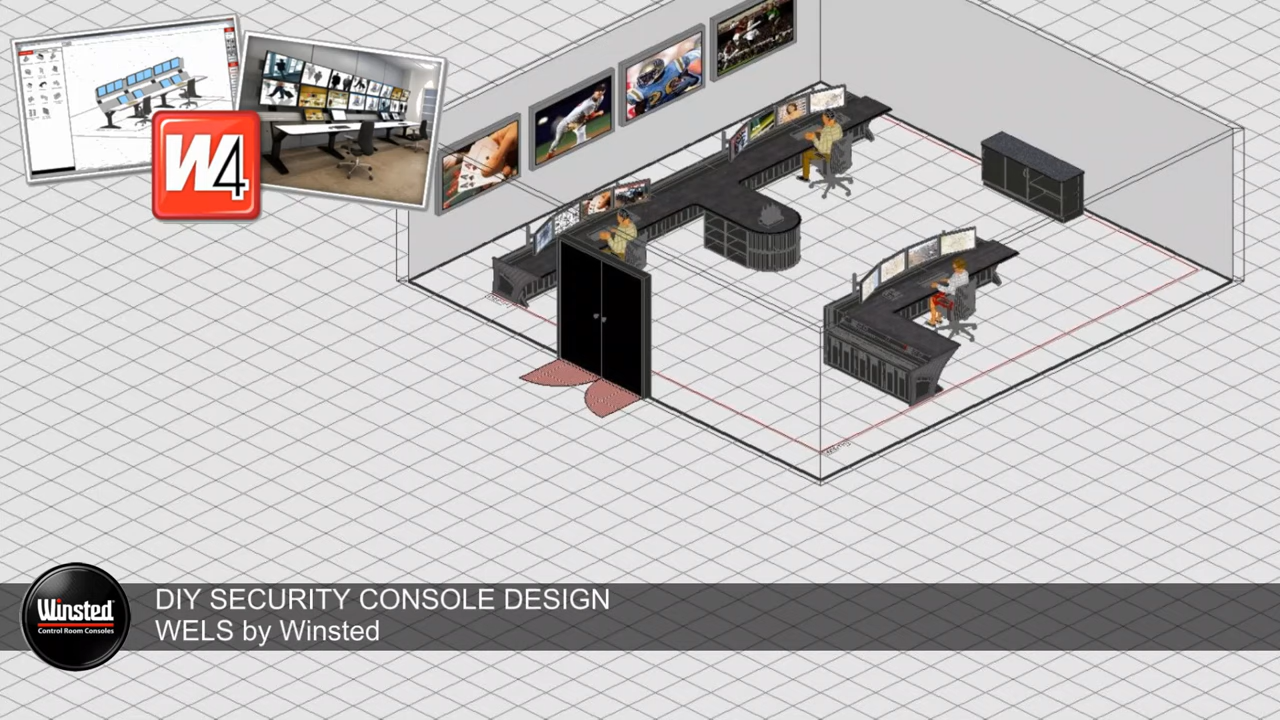 W4
Winsted
Control Room Consoles
DIY SECURITY CONSOLE DESIGN
WELS by Winsted